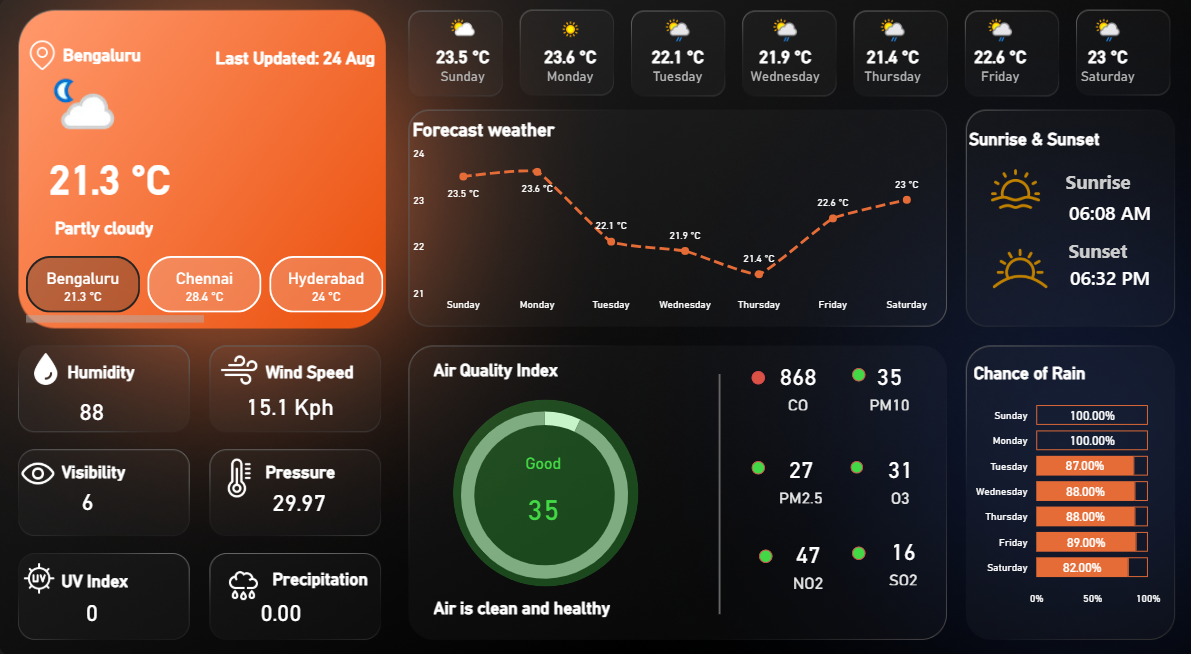 Bengaluru
Last Updated: 24 Aug
21.3 °C
Partly cloudy
Bengaluru
21.3 °C
Chennai
28.4 °C
Hyderabad
24 °C
23.5 °C
Sunday
23.6 °C
Monday
22.1 °C
Tuesday
21.9 °C
Wednesday
21.4 °C
Thursday
22.6 °C
Friday
23 °C
Saturday
Forecast weather
24
23
22
21
23.5 °C
23.6 °C
22.1 °C
21.9 °C
21.4 °C
22.6 °C
23 °C
Sunday
Monday
Tuesday
Wednesday
Thursday
Friday
Saturday
Sunrise & Sunset
Sunrise
06:08 AM
Sunset
06:32 PM
Humidity
88
Wind Speed
15.1 Kph
Visibility
6
Pressure
29.97
UV
UV Index
0
Precipitation
0.00
Air Quality Index
Good
35
Air is clean and healthy
868
CO
35
PM10
27
PM2.5
31
O3
47
NO2
16
SO2
Chance of Rain
Sunday 100.00%
Monday 100.00%
Tuesday 87.00%
Wednesday 88.00%
Thursday 88.00%
Friday 89.00%
Saturday 82.00%
0% 50% 100%